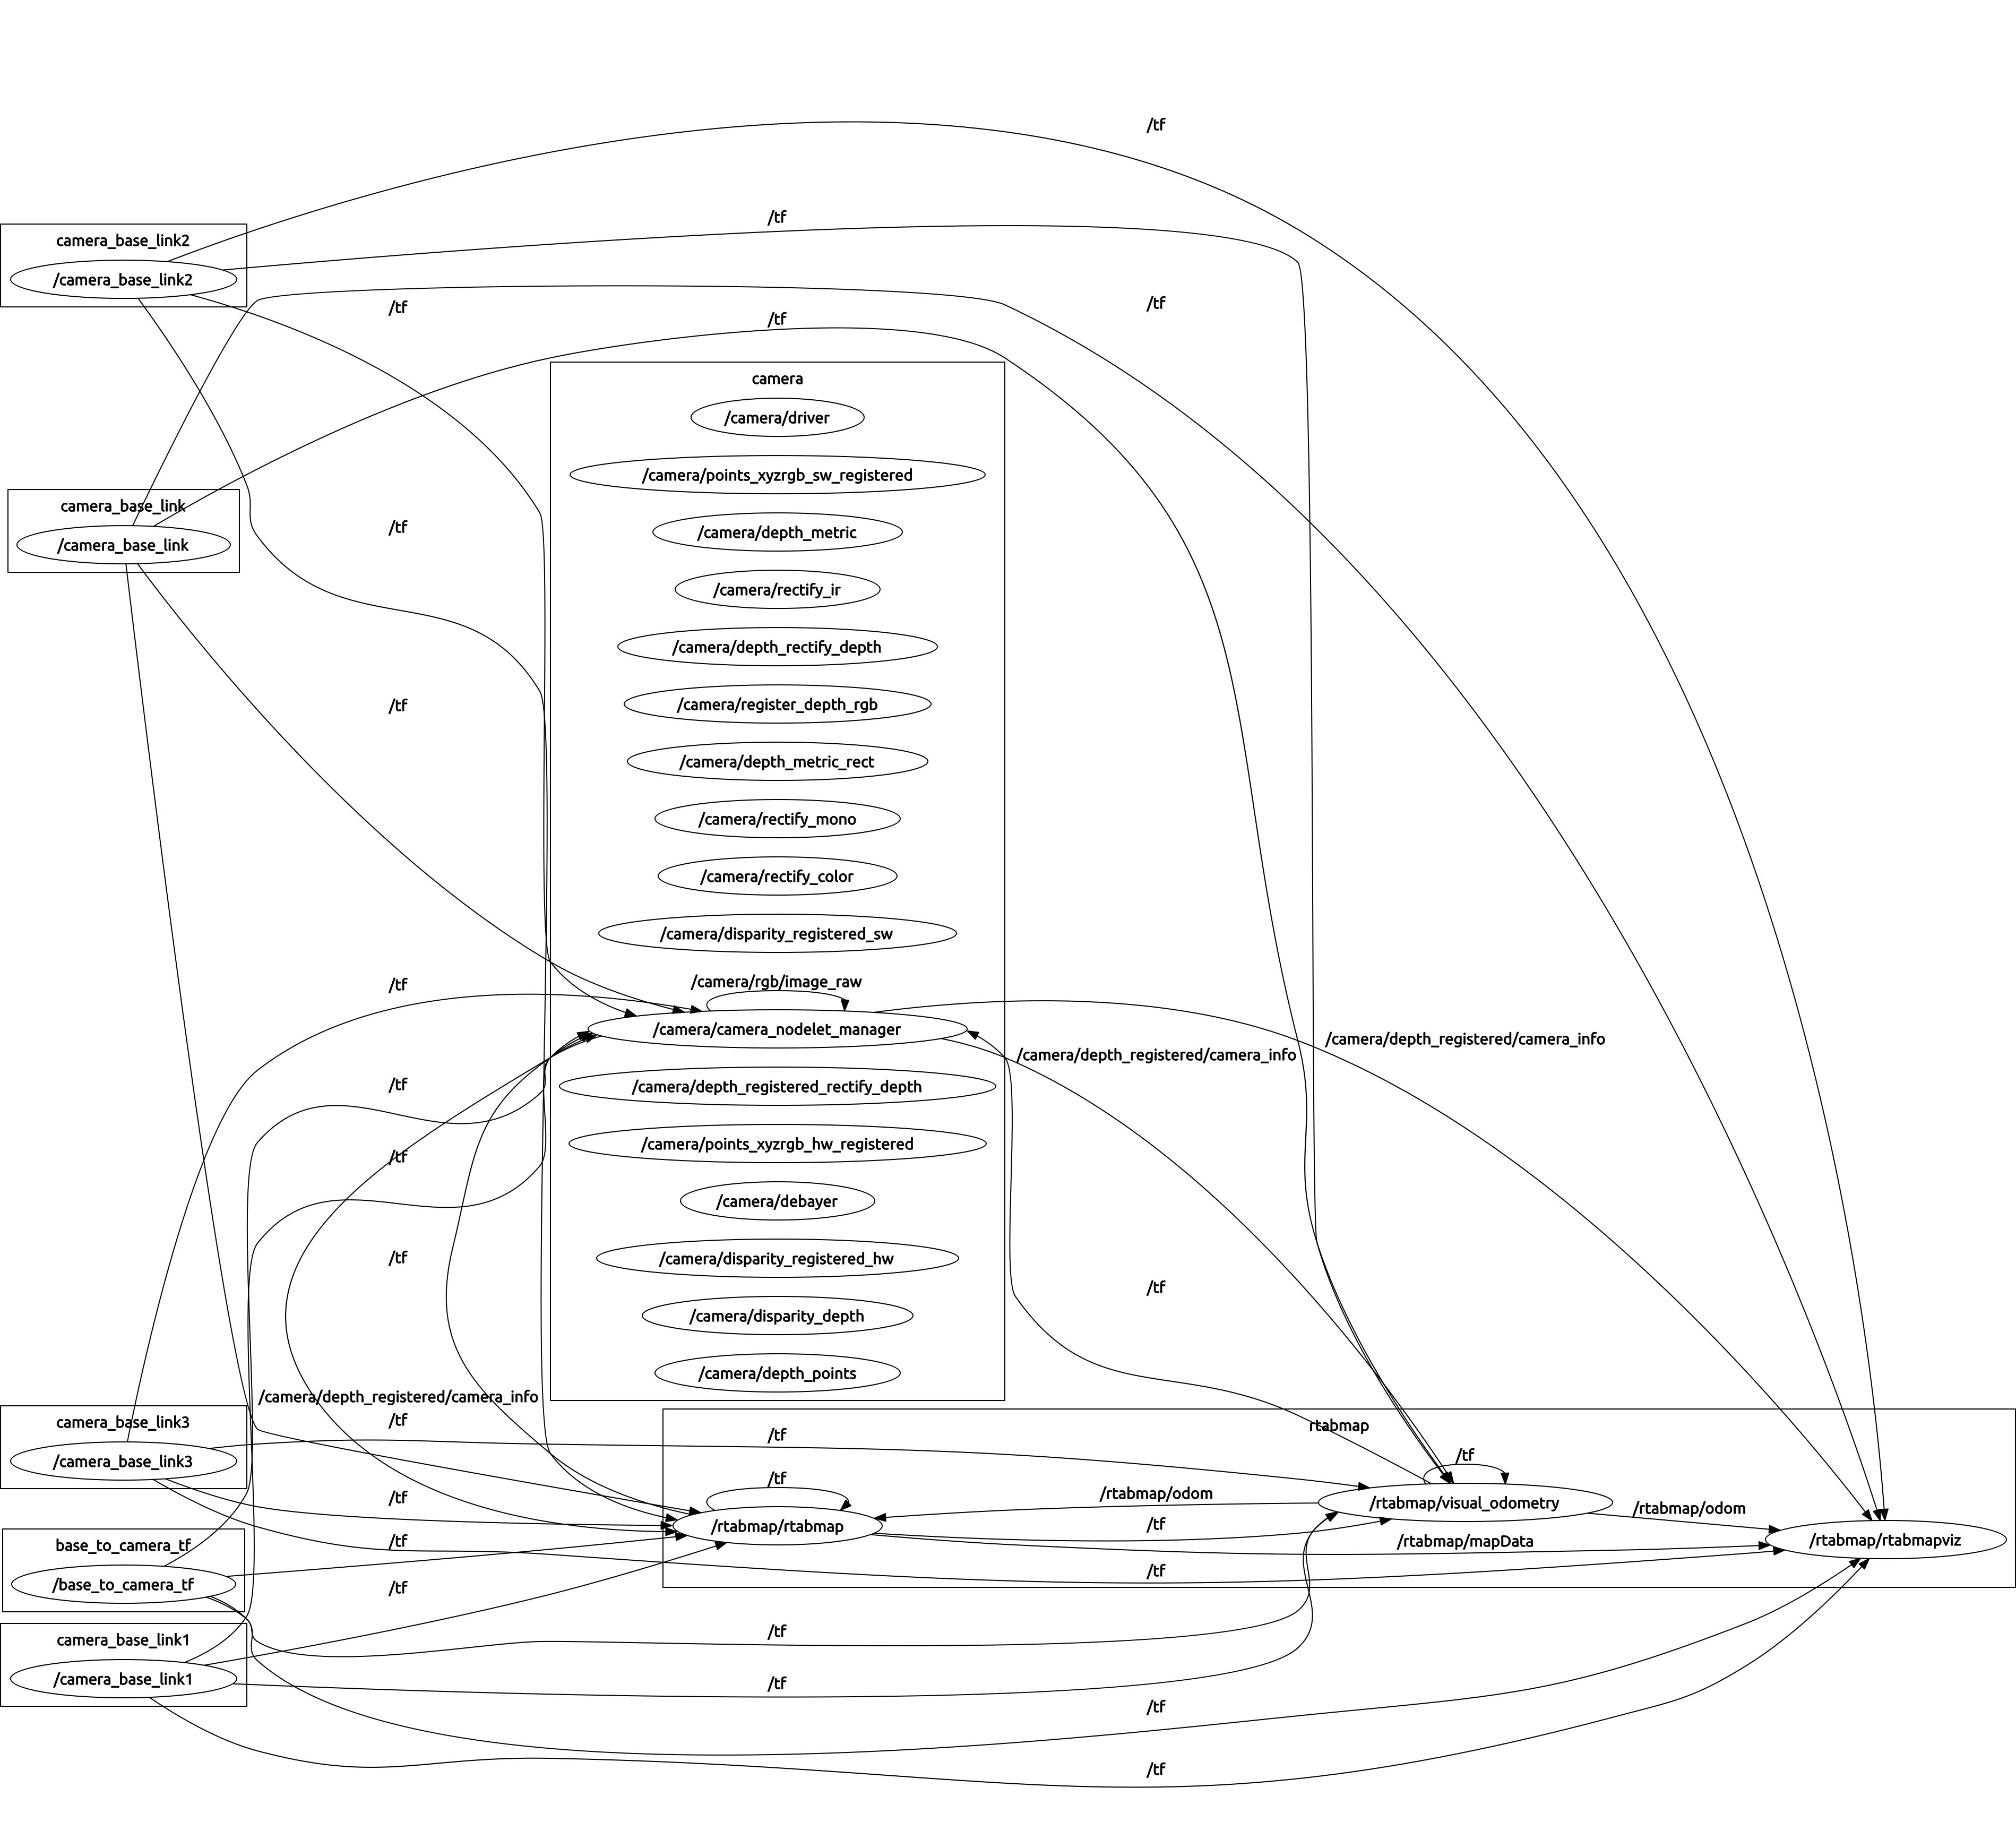 /tf
/tf
camera_base_link2
/camera_base_link2
/tf
/tf
/tf
camera
/camera/driver
/camera/points_xyzrgb_sw_registered
camera_base_link
/camera_base_link
/tf
/camera/depth_metric
/camera/rectify_ir
/camera/depth_rectify_depth
/tf
/camera/register_depth_rgb
/camera/depth_metric_rect
/camera/rectify_mono
/camera/rectify_color
/camera/disparity_registered_sw
/tf
/camera/rgb/image_raw
/camera/camera_nodelet_manager
/camera/depth_registered/camera_info
/camera/depth_registered/camera_info
/tf
/camera/depth_registered_rectify_depth
/tf
/camera/points_xyzrgb_hw_registered
/camera/debayer
/tf
/camera/disparity_registered_hw
/tf
/camera/disparity_depth
/camera/depth_points
/camera/depth_registered/camera_info
/tf
camera_base_link3
/camera_base_link3
rtabmap
/tf
/tf
/tf
/tf
/rtabmap/odom
/rtabmap/visual_odometry
/rtabmap/odom
/rtabmap/rtabmap
/tf
/tf
/rtabmap/mapData
/rtabmap/rtabmapviz
base_to_camera_tf
/base_to_camera_tf
/tf
/tf
/tf
camera_base_link1
/camera_base_link1
/tf
/tf
/tf